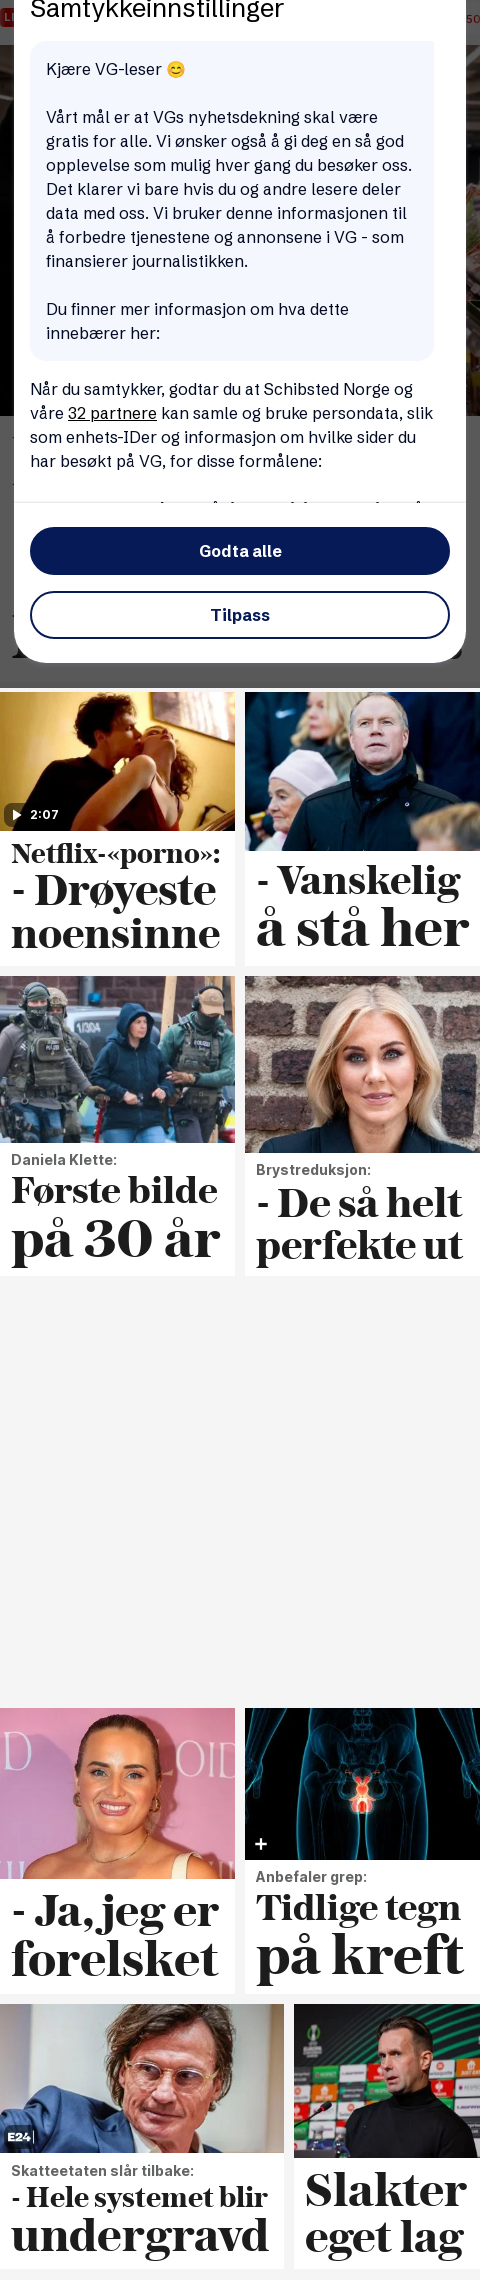 Samtykkeinnstillinger
Kjære VG-leser 😊
Vårt mål er at VGs nyhetsdekning skal være
gratis for alle. Vi ønsker også å gi deg en så god
opplevelse som mulig hver gang du besøker oss.
Det klarer vi bare hvis du og andre lesere deler
data med oss. Vi bruker denne informasjonen til
å forbedre tjenestene og annonsene i VG - som
finansierer journalistikken.
Du finner mer informasjon om hva dette
innebærer her:
Når du samtykker, godtar du at Schibsted Norge og
våre 32 partnere kan samle og bruke persondata, slik
som enhets-IDer og informasjon om hvilke sider du
har besøkt på VG, for disse formålene:
Godta alle
Tilpass
2:07
Netflix-«porno»:
- Drøyeste
noensinne
- Vanskelig
å stå her
1/304
POLIZEI
Daniela Klette:
Første bilde
på 30 år
Brystreduksjon:
- De så helt
perfekte ut
- Ja, jeg er
forelsket
Anbefaler grep:
Tidlige tegn
på kreft
E24
Skatteetaten slår tilbake:
- Hele systemet blir
undergravd
Slakter
eget lag